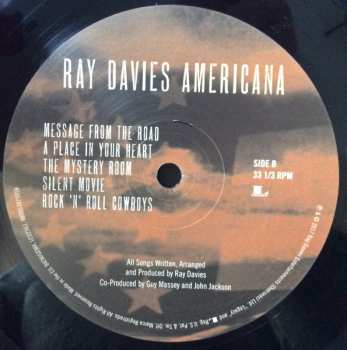 RAY DAVIES AMERICANA
MESSAGE FROM THE ROAD
A PLACE IN YOUR HEART
THE MYSTERY ROOM
SILENT MOVIE
ROCK 'N' ROLL COWBOYS
SIDE B
33 1/3 RPM
All Songs Written, Arranged
and Produced by Ray Davies
Co-Produced by Guy Massey and John Jackson